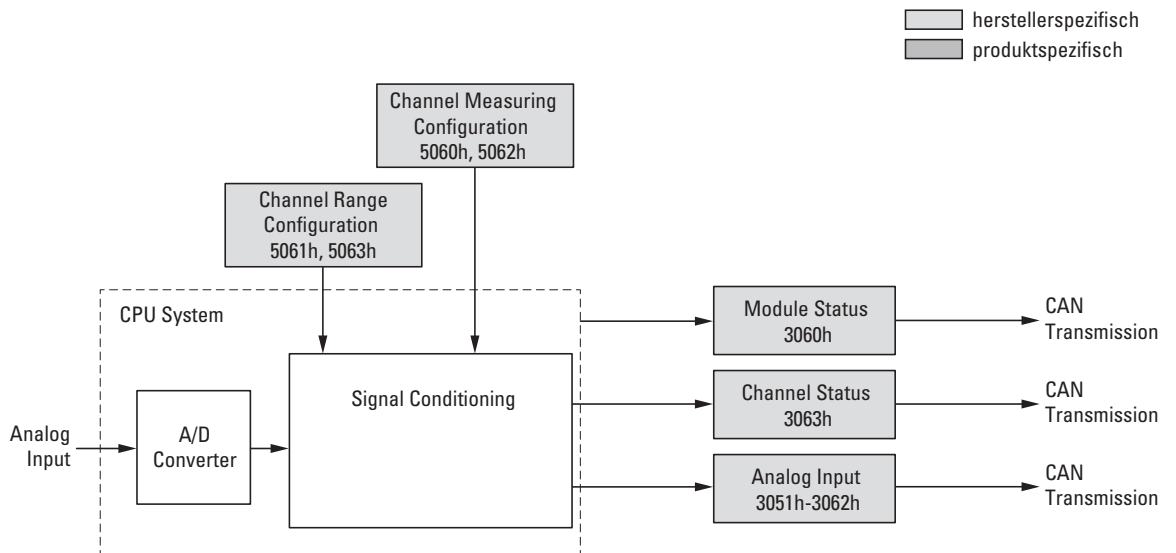 herstellerspezifisch
produktspezifisch
Channel Measuring
Configuration
5060h, 5062h
Channel Range
Configuration
5061h, 5063h
CPU System
Module Status
3060h
CAN
Transmission
Signal Conditioning
Channel Status
3063h
CAN
Transmission
Analog
Input
A/D
Converter
Analog Input
3051h-3062h
CAN
Transmission